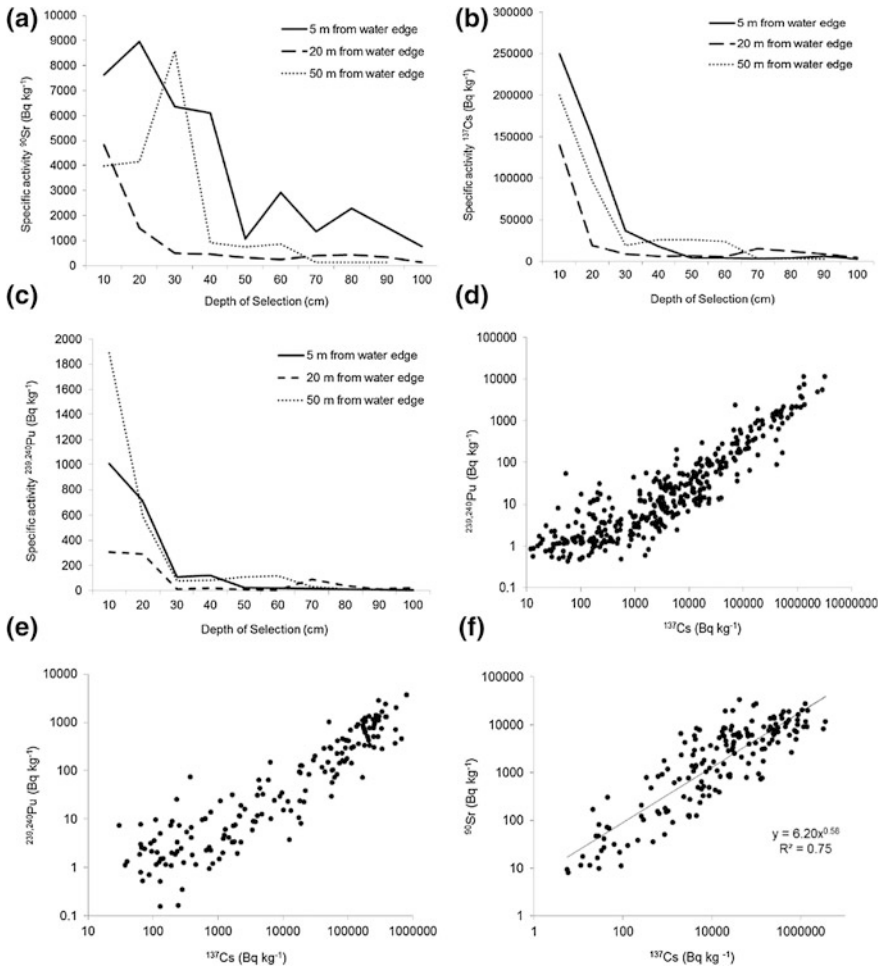 (a)
10000
9000
8000
7000
6000
5000
4000
3000
2000
1000
0
Specific activity ⁹⁰Sr (Bq kg⁻¹)
5 m from water edge
20 m from water edge
50 m from water edge
10 20 30 40 50 60 70 80 90 100
Depth of Selection (cm)
(b)
300000
250000
200000
150000
100000
50000
0
Specific activity ¹³⁷Cs (Bq kg⁻¹)
5 m from water edge
20 m from water edge
50 m from water edge
10 20 30 40 50 60 70 80 90 100
Depth of Selection (cm)
(c)
2000
1800
1600
1400
1200
1000
800
600
400
200
0
Specific activity ²³⁹,²⁴⁰Pu (Bq kg⁻¹)
5 m from water edge
20 m from water edge
50 m from water edge
10 20 30 40 50 60 70 80 90 100
Depth of Selection (cm)
(d)
100000
10000
1000
100
10
1
0.1
²³⁹,²⁴⁰Pu (Bq kg⁻¹)
10 100 1000 10000 100000 1000000 10000000
¹³⁷Cs (Bq kg⁻¹)
(e)
10000
1000
100
10
1
0.1
²³⁹,²⁴⁰Pu (Bq kg⁻¹)
10 100 1000 10000 100000 1000000
¹³⁷Cs (Bq kg⁻¹)
(f)
100000
10000
1000
100
10
1
⁹⁰Sr (Bq kg⁻¹)
y = 6.20x⁰·⁵⁸
R² = 0.75
1 100 10000 1000000
¹³⁷Cs (Bq kg⁻¹)